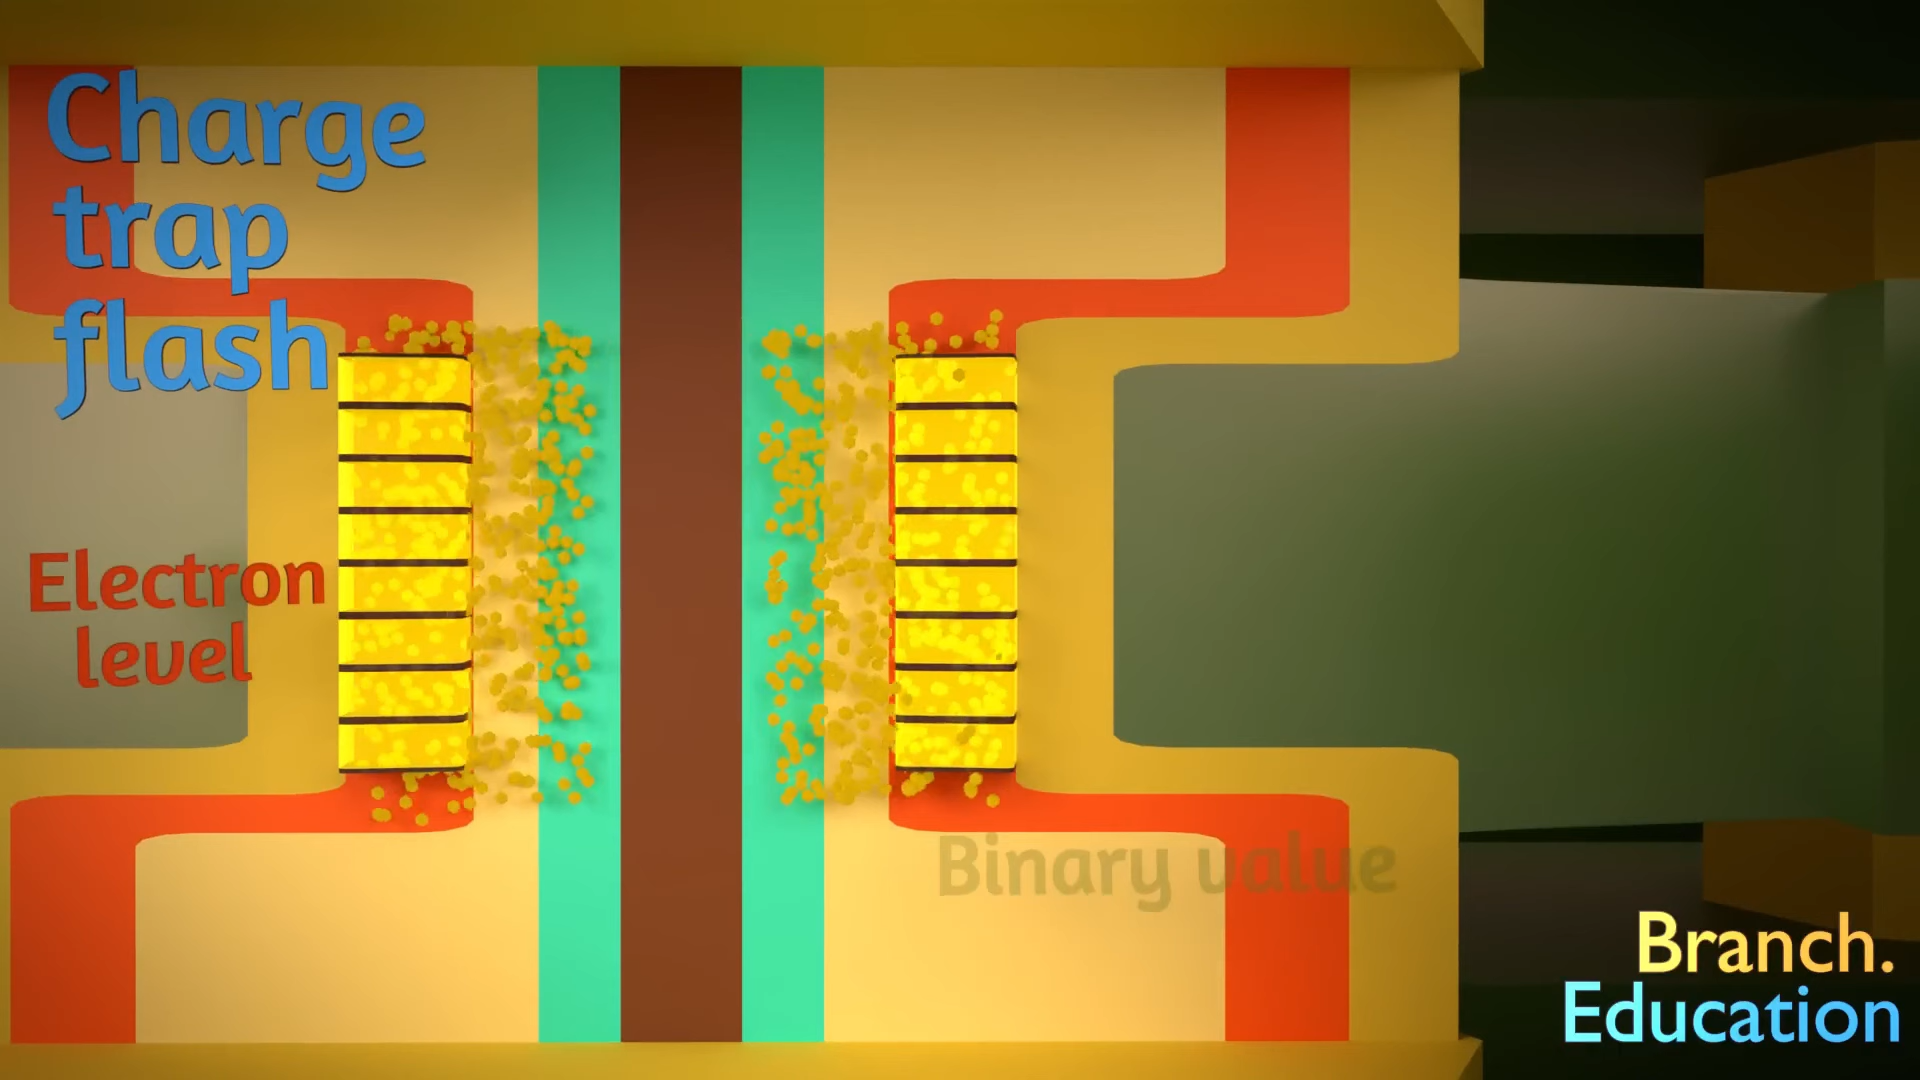 Charge
trap
flash
Electron
level
Binary value
Branch.
Education